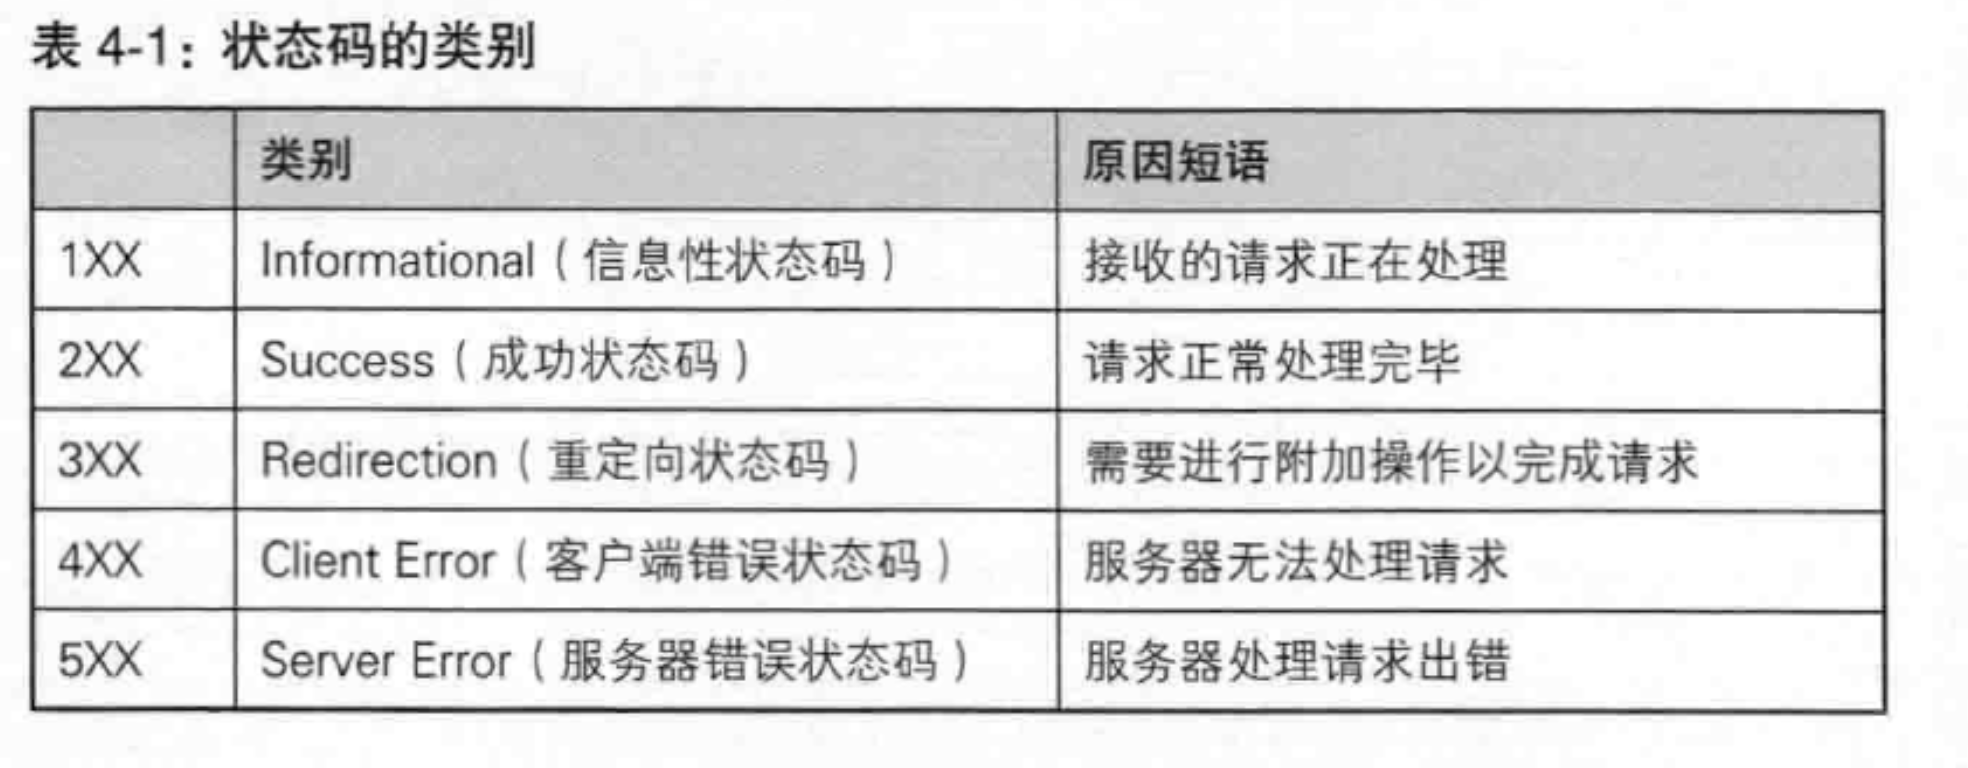 表 4-1：状态码的类别
类别 原因短语
1XX Informational（信息性状态码） 接收的请求正在处理
2XX Success（成功状态码） 请求正常处理完毕
3XX Redirection（重定向状态码） 需要进行附加操作以完成请求
4XX Client Error（客户端错误状态码） 服务器无法处理请求
5XX Server Error（服务器错误状态码） 服务器处理请求出错